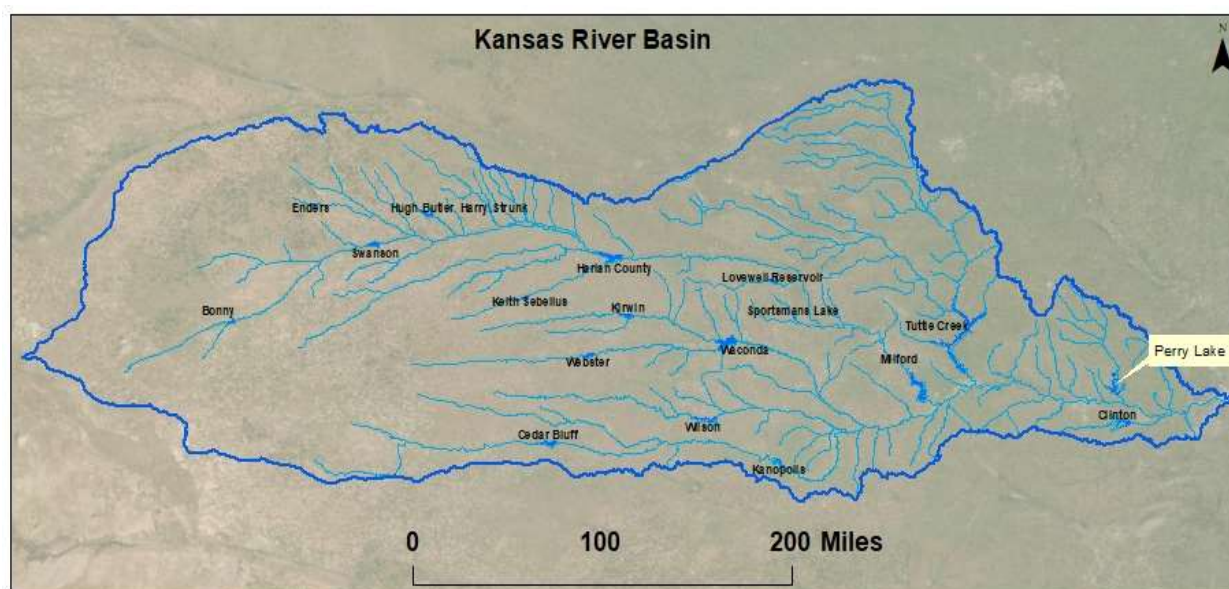 Kansas River Basin
N
Enders
Hugh Butler
Harry Strunk
Swanson
Harlan County
Lovewell Reservoir
Bonny
Keith Sebelius
Kirwin
Sportsmans Lake
Tuttle Creek
Waconda
Milford
Webster
Perry Lake
Clinton
Wilson
Cedar Bluff
Kanopolis
0 100 200 Miles